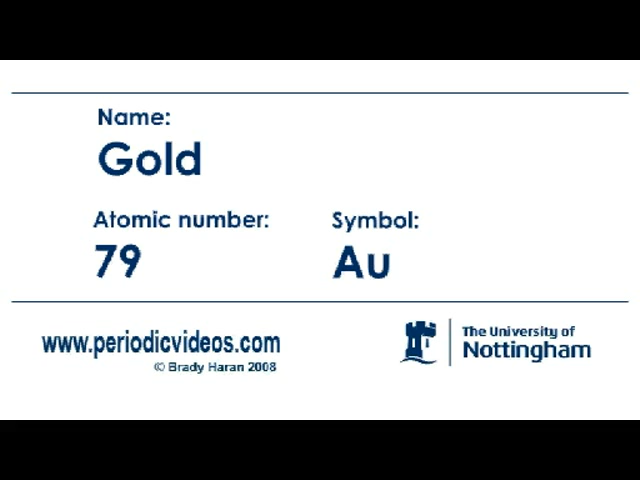 Name:
Gold
Atomic number:
Symbol:
79
Au
www.periodicvideos.com
© Brady Haran 2008
The University of
Nottingham